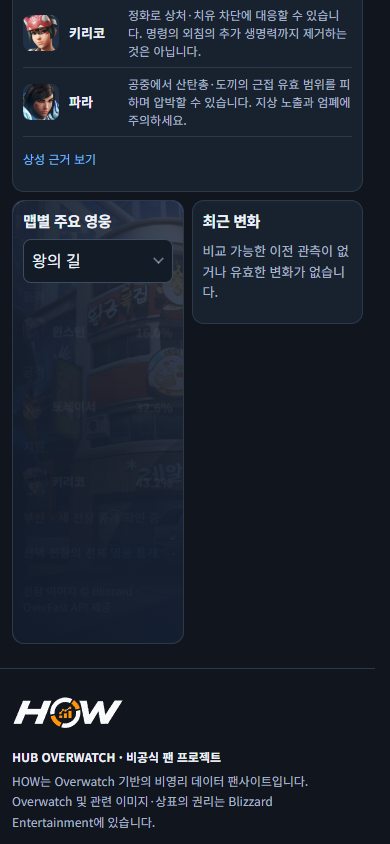 키리코
정화로 상처·치유 차단에 대응할 수 있습니
다. 명령의 외침의 추가 생명력까지 제거하는
것은 아닙니다.
파라
공중에서 산탄총·도끼의 근접 유효 범위를 피
하며 압박할 수 있습니다. 지상 노출과 엄폐에
주의하세요.
상성 근거 보기
맵별 주요 영웅
왕의 길
트레이서
키리코
최근 변화
비교 가능한 이전 관측이 없
거나 유효한 변화가 없습니
다.
HOW
HUB OVERWATCH · 비공식 팬 프로젝트
HOW는 Overwatch 기반의 비영리 데이터 팬사이트입니다.
Overwatch 및 관련 이미지·상표의 권리는 Blizzard
Entertainment에 있습니다.